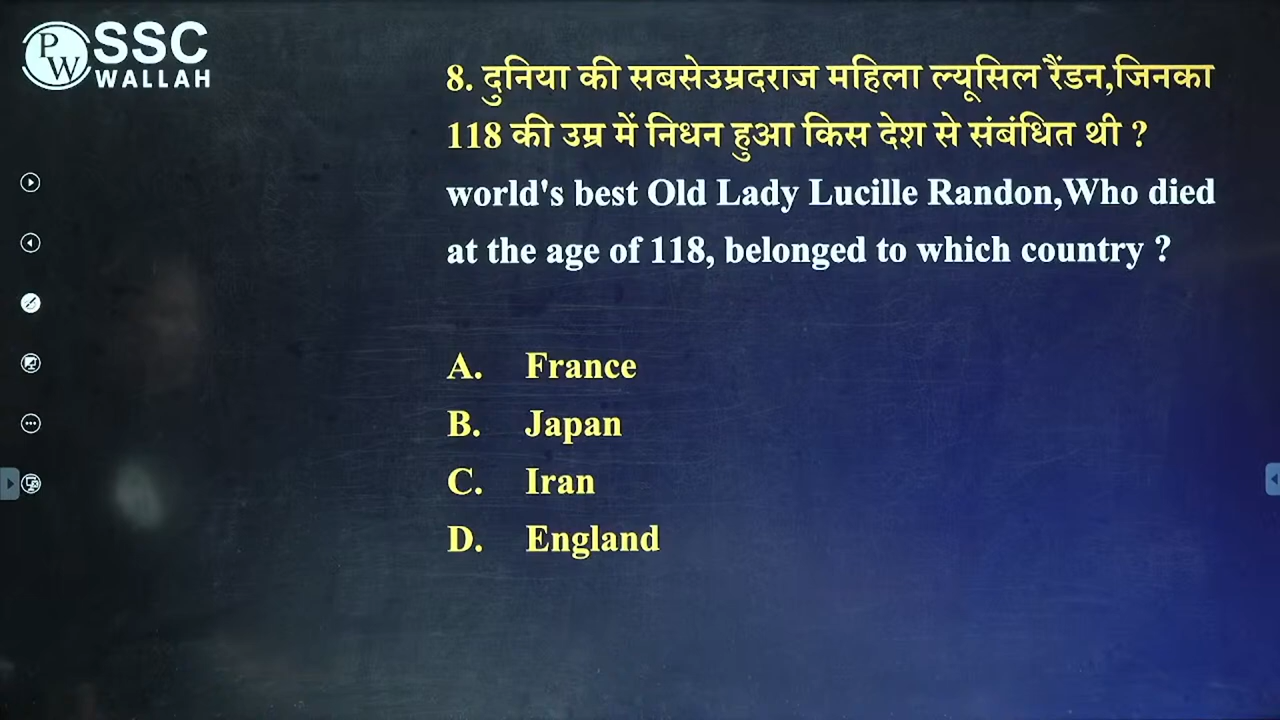 PW SSC
WALLAH
8. दुनिया की सबसेउम्रदराज महिला ल्यूसिल रैंडन,जिनका
118 की उम्र में निधन हुआ किस देश से संबंधित थी ?
world's best Old Lady Lucille Randon,Who died
at the age of 118, belonged to which country ?
A. France
B. Japan
C. Iran
D. England